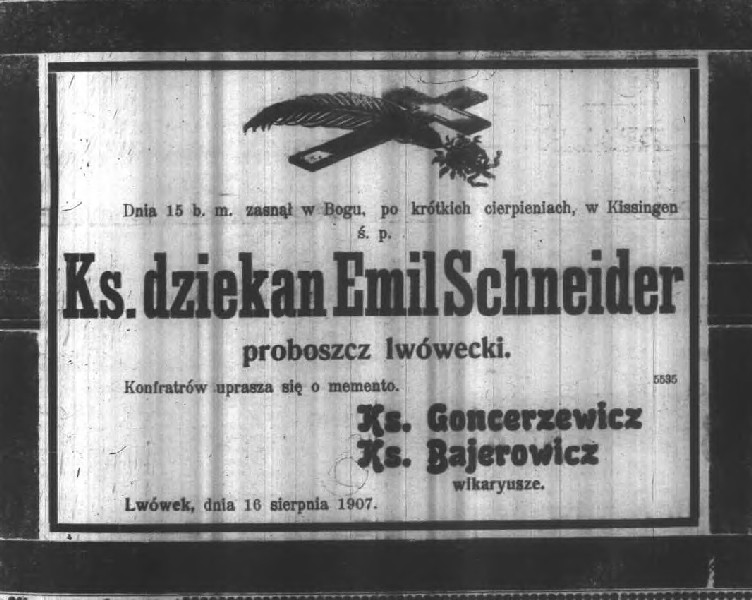 Dnia 15 b. m. zasnął w Bogu, po krótkich cierpieniach, w Kissingen
ś. p.
Ks. dziekan Emil Schneider
proboszcz lwówecki.
Konfratrów uprasza się o memento.
5535
Ks. Goncerzewicz
Ks. Bajerowicz
wikaryusze.
Lwówek, dnia 16 sierpnia 1907.